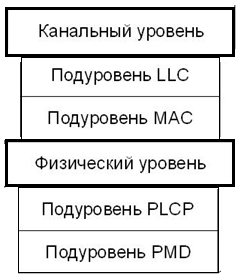 Канальный уровень
Подуровень LLC
Подуровень MAC
Физический уровень
Подуровень PLCP
Подуровень PMD